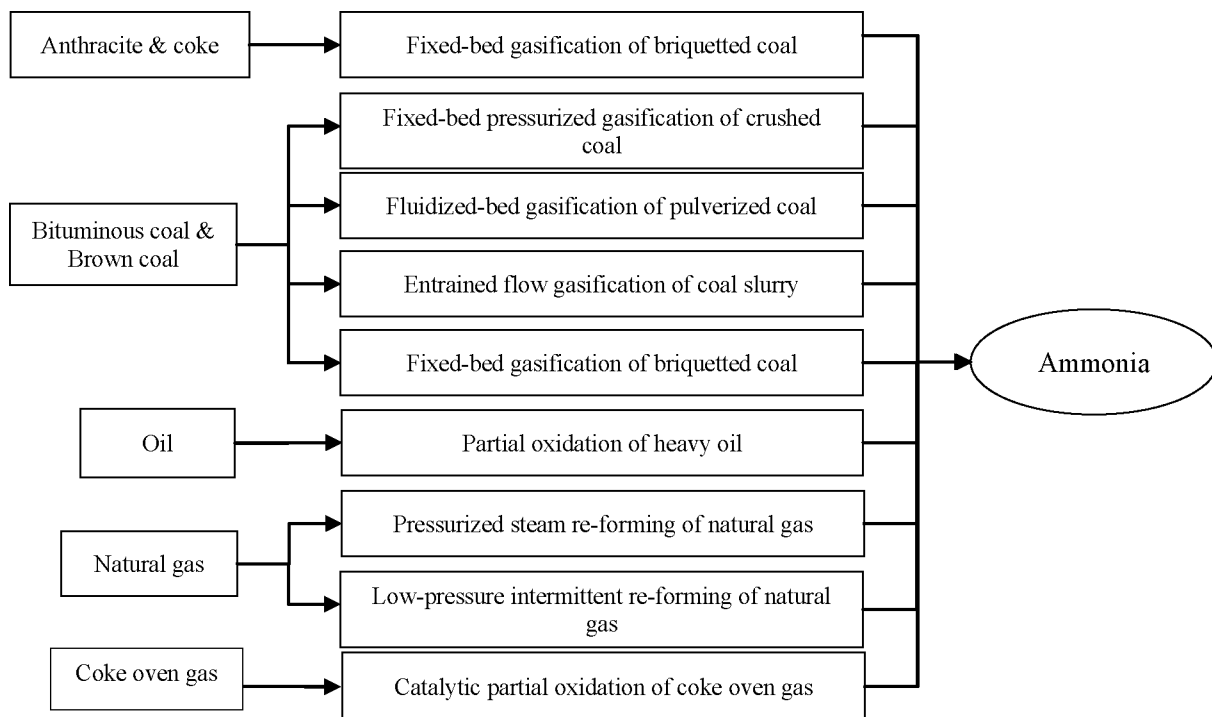 Anthracite & coke
Fixed-bed gasification of briquetted coal
Fixed-bed pressurized gasification of crushed
coal
Fluidized-bed gasification of pulverized coal
Bituminous coal &
Brown coal
Entrained flow gasification of coal slurry
Fixed-bed gasification of briquetted coal
Ammonia
Oil
Partial oxidation of heavy oil
Natural gas
Pressurized steam re-forming of natural gas
Low-pressure intermittent re-forming of natural
gas
Coke oven gas
Catalytic partial oxidation of coke oven gas